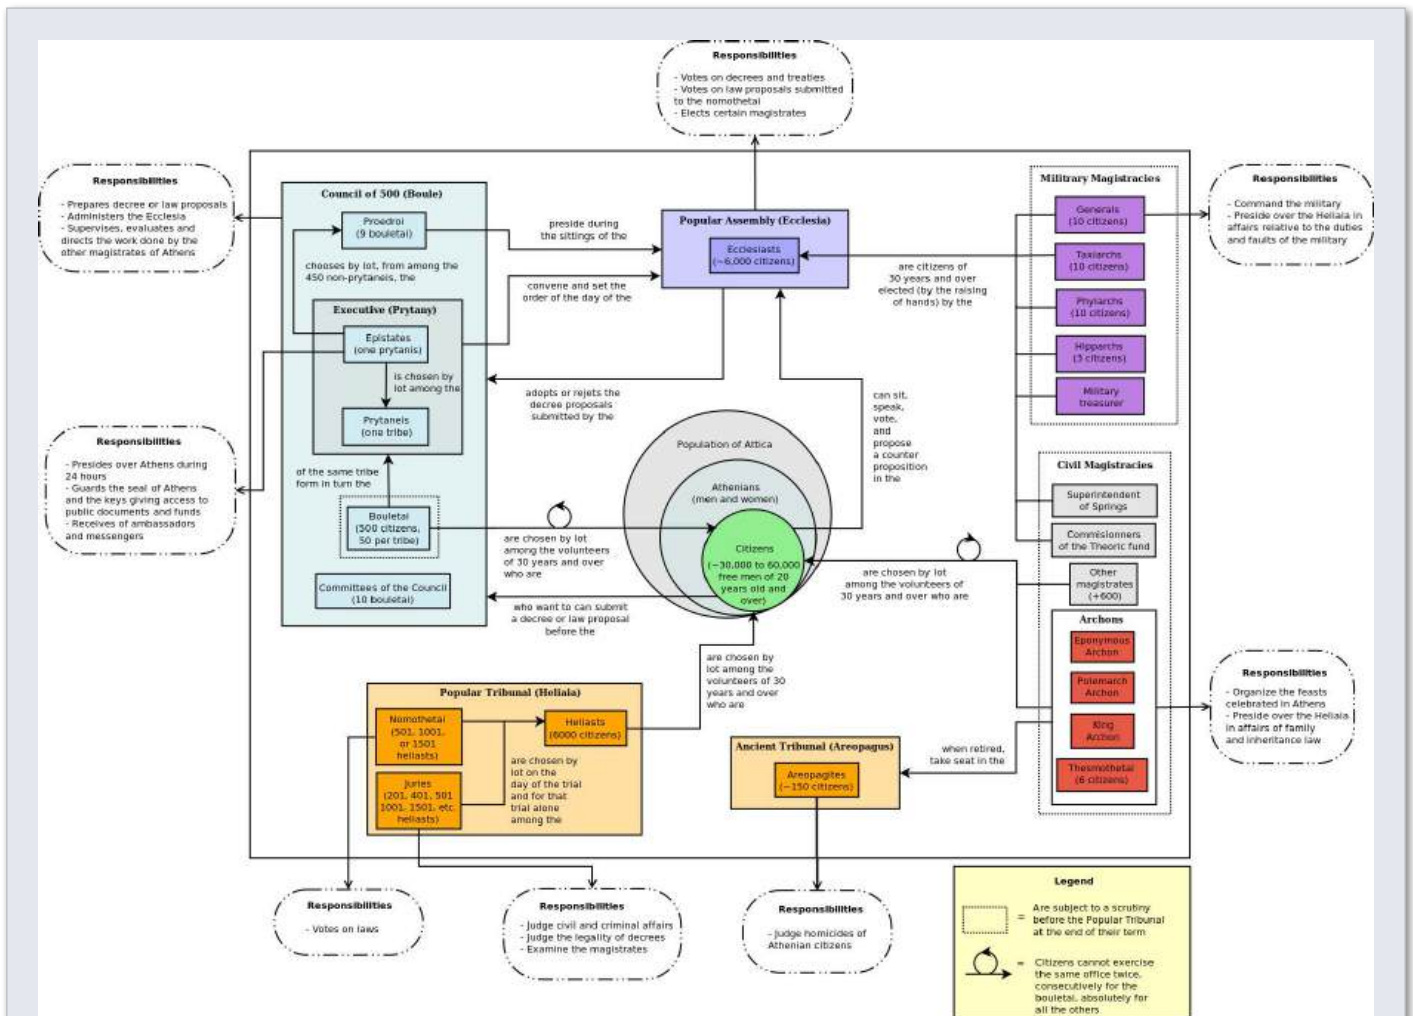 Responsibilities
- Votes on decrees and treaties
- Votes on law proposals submitted
to the nomothetai
- Elects certain magistrates
Responsibilities
- Prepares decree or law proposals
- Administers the Ecclesia
- Supervises, evaluates and
directs the work done by the
other magistrates of Athens
Council of 500 (Boule)
Proedroi
(9 bouletai)
chooses by lot, from among the
450 non-prytaneis, the
Executive (Prytany)
Epistates
(one prytanis)
is chosen by
lot among the
Prytaneis
(one tribe)
of the same tribe
form in turn the
Bouletai
(500 citizens,
50 per tribe)
Committees of the Council
(10 bouletai)
preside during
the sittings of the
convene and set the
order of the day of the
Popular Assembly (Ecclesia)
Ecclesiasts
(~6,000 citizens)
are citizens of
30 years and over
elected (by the raising
of hands) by the
Military Magistracies
Generals
(10 citizens)
Taxiarchs
(10 citizens)
Phylarchs
(10 citizens)
Hipparchs
(3 citizens)
Military
treasurer
Responsibilities
- Command the military
- Preside over the Heliaia in
affairs relative to the duties
and faults of the military
adopts or rejets the
decree proposals
submitted by the
can sit,
speak,
vote,
and
propose
a counter
proposition
in the
Responsibilities
- Presides over Athens during
24 hours
- Guards the seal of Athens
and the keys giving access to
public documents and funds
- Receives of ambassadors
and messengers
Population of Attica
Athenians
(men and women)
Citizens
(~30,000 to 60,000
free men of 20
years old and
over)
are chosen by lot
among the volunteers
of 30 years and over
who are
who want to can submit
a decree or law proposal
before the
are chosen by lot
among the volunteers of
30 years and over who are
Civil Magistracies
Superintendent
of Springs
Commisionners
of the Theoric fund
Other
magistrates
(+600)
Archons
Eponymous
Archon
Polemarch
Archon
King
Archon
Thesmothetai
(6 citizens)
Responsibilities
- Organize the feasts
celebrated in Athens
- Preside over the Heliaia
in affairs of family
and inheritance law
are chosen by
lot among the
volunteers of 30
years and over
who are
Popular Tribunal (Heliaia)
Nomothetai
(501, 1001,
or 1501
heliasts)
Heliasts
(6000 citizens)
Juries
(201, 401, 501
1001, 1501, etc.
heliasts)
are chosen by
lot on the
day of the trial
and for that
trial alone
among the
Ancient Tribunal (Areopagus)
Areopagites
(~150 citizens)
when retired,
take seat in the
Responsibilities
- Votes on laws
Responsibilities
- Judge civil and criminal affairs
- Judge the legality of decrees
- Examine the magistrates
Responsibilities
- Judge homicides of
Athenian citizens
Legend
= Are subject to a scrutiny
before the Popular Tribunal
at the end of their term
= Citizens cannot exercise
the same office twice,
consecutively for the
bouletai, absolutely for
all the others